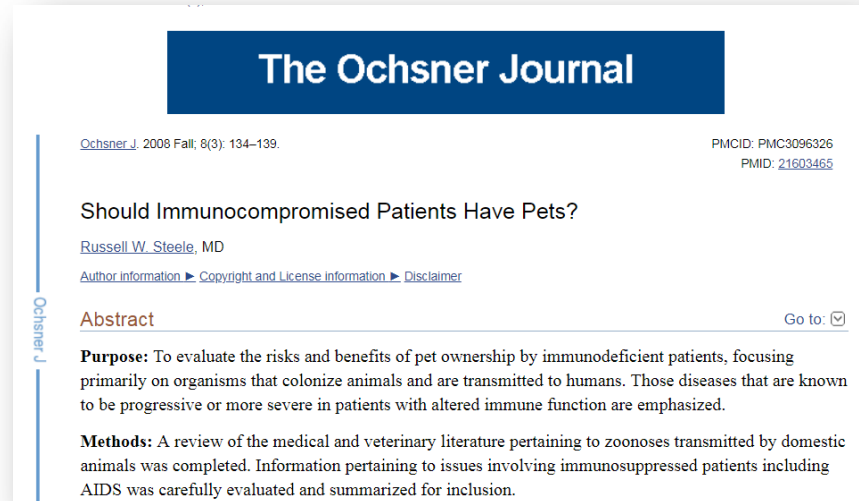 The Ochsner Journal
Ochsner J. 2008 Fall; 8(3): 134–139.
PMCID: PMC3096326
PMID: 21603465
Should Immunocompromised Patients Have Pets?
Russell W. Steele, MD
Author information ► Copyright and License information ► Disclaimer
Ochsner J
Abstract
Go to:
Purpose: To evaluate the risks and benefits of pet ownership by immunodeficient patients, focusing
primarily on organisms that colonize animals and are transmitted to humans. Those diseases that are known
to be progressive or more severe in patients with altered immune function are emphasized.
Methods: A review of the medical and veterinary literature pertaining to zoonoses transmitted by domestic
animals was completed. Information pertaining to issues involving immunosuppressed patients including
AIDS was carefully evaluated and summarized for inclusion.